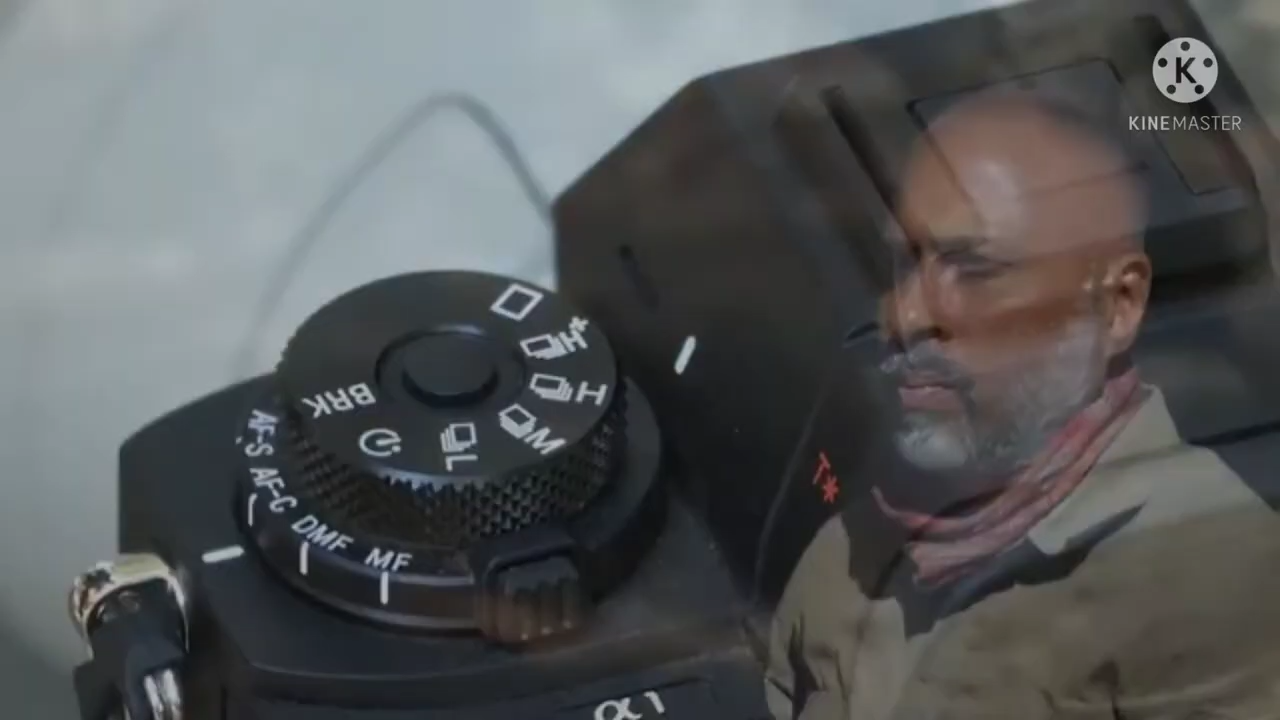 K
KINEMASTER
H+
H
M
L
BRK
AF-S
AF-C
DMF
MF
T*
α1